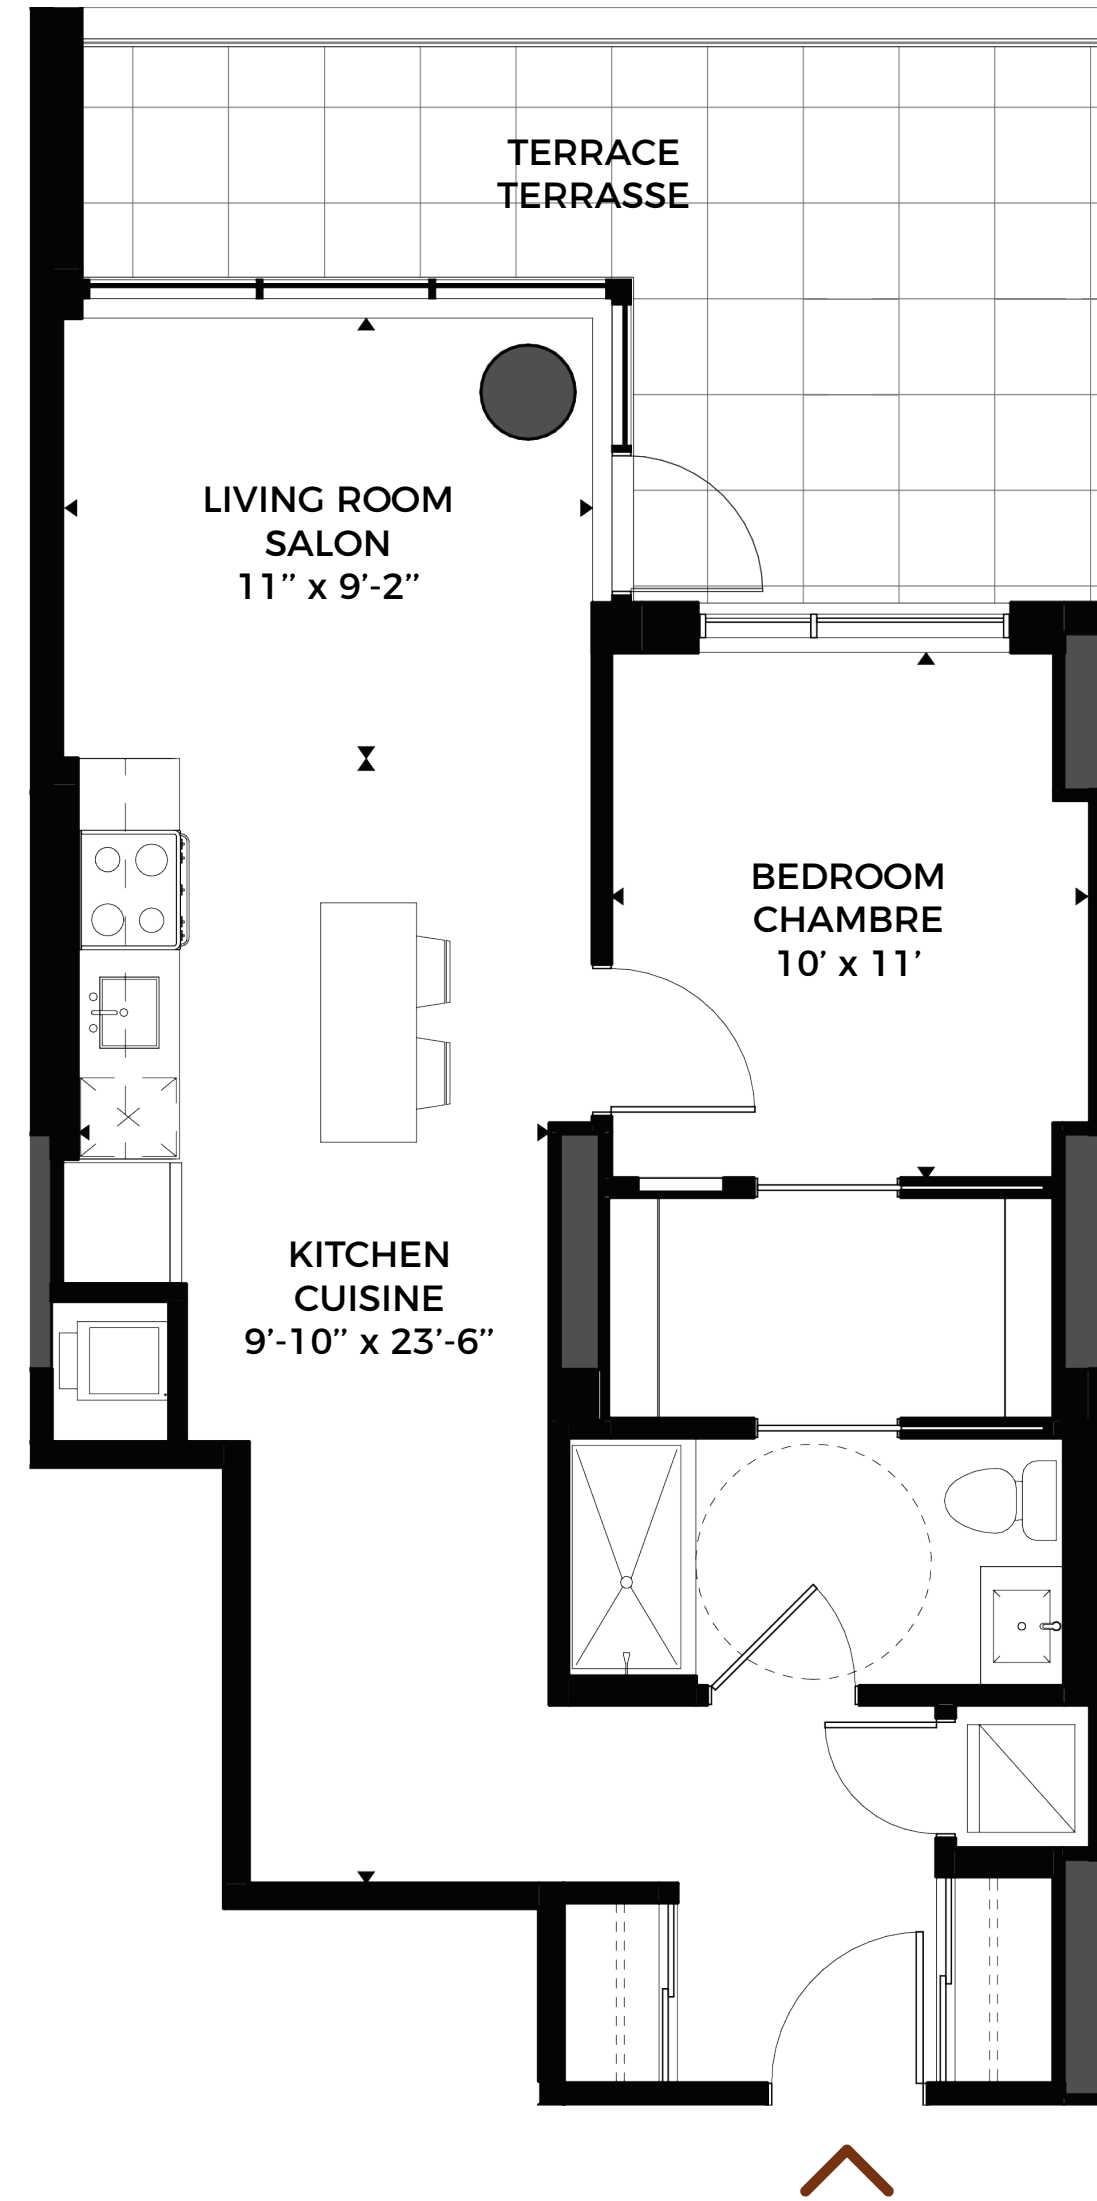 TERRACE
TERRASSE
LIVING ROOM
SALON
11” x 9’-2”
BEDROOM
CHAMBRE
10’ x 11’
KITCHEN
CUISINE
9’-10” x 23’-6”